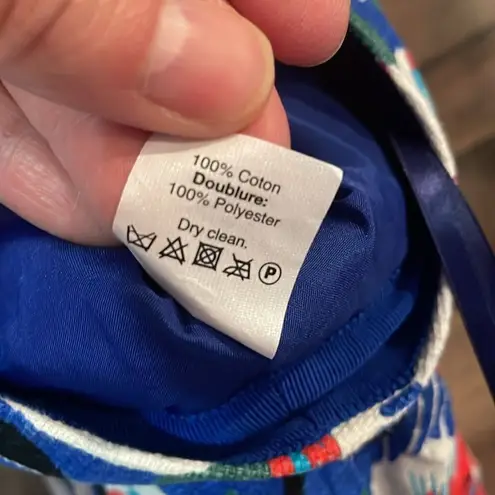 100% Coton
Doublure:
100% Polyester
Dry clean.
P